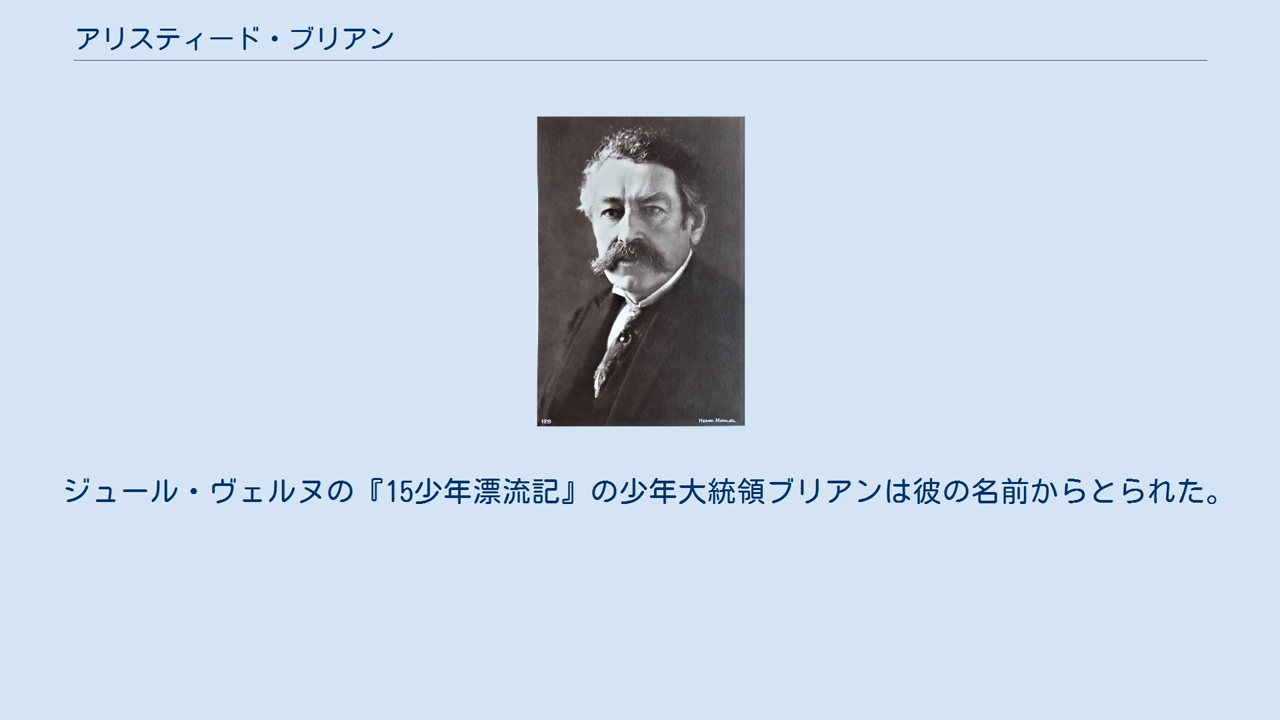 アリスティード・ブリアン
Henri Manuel.
ジュール・ヴェルヌの『15少年漂流記』の少年大統領ブリアンは彼の名前からとられた。